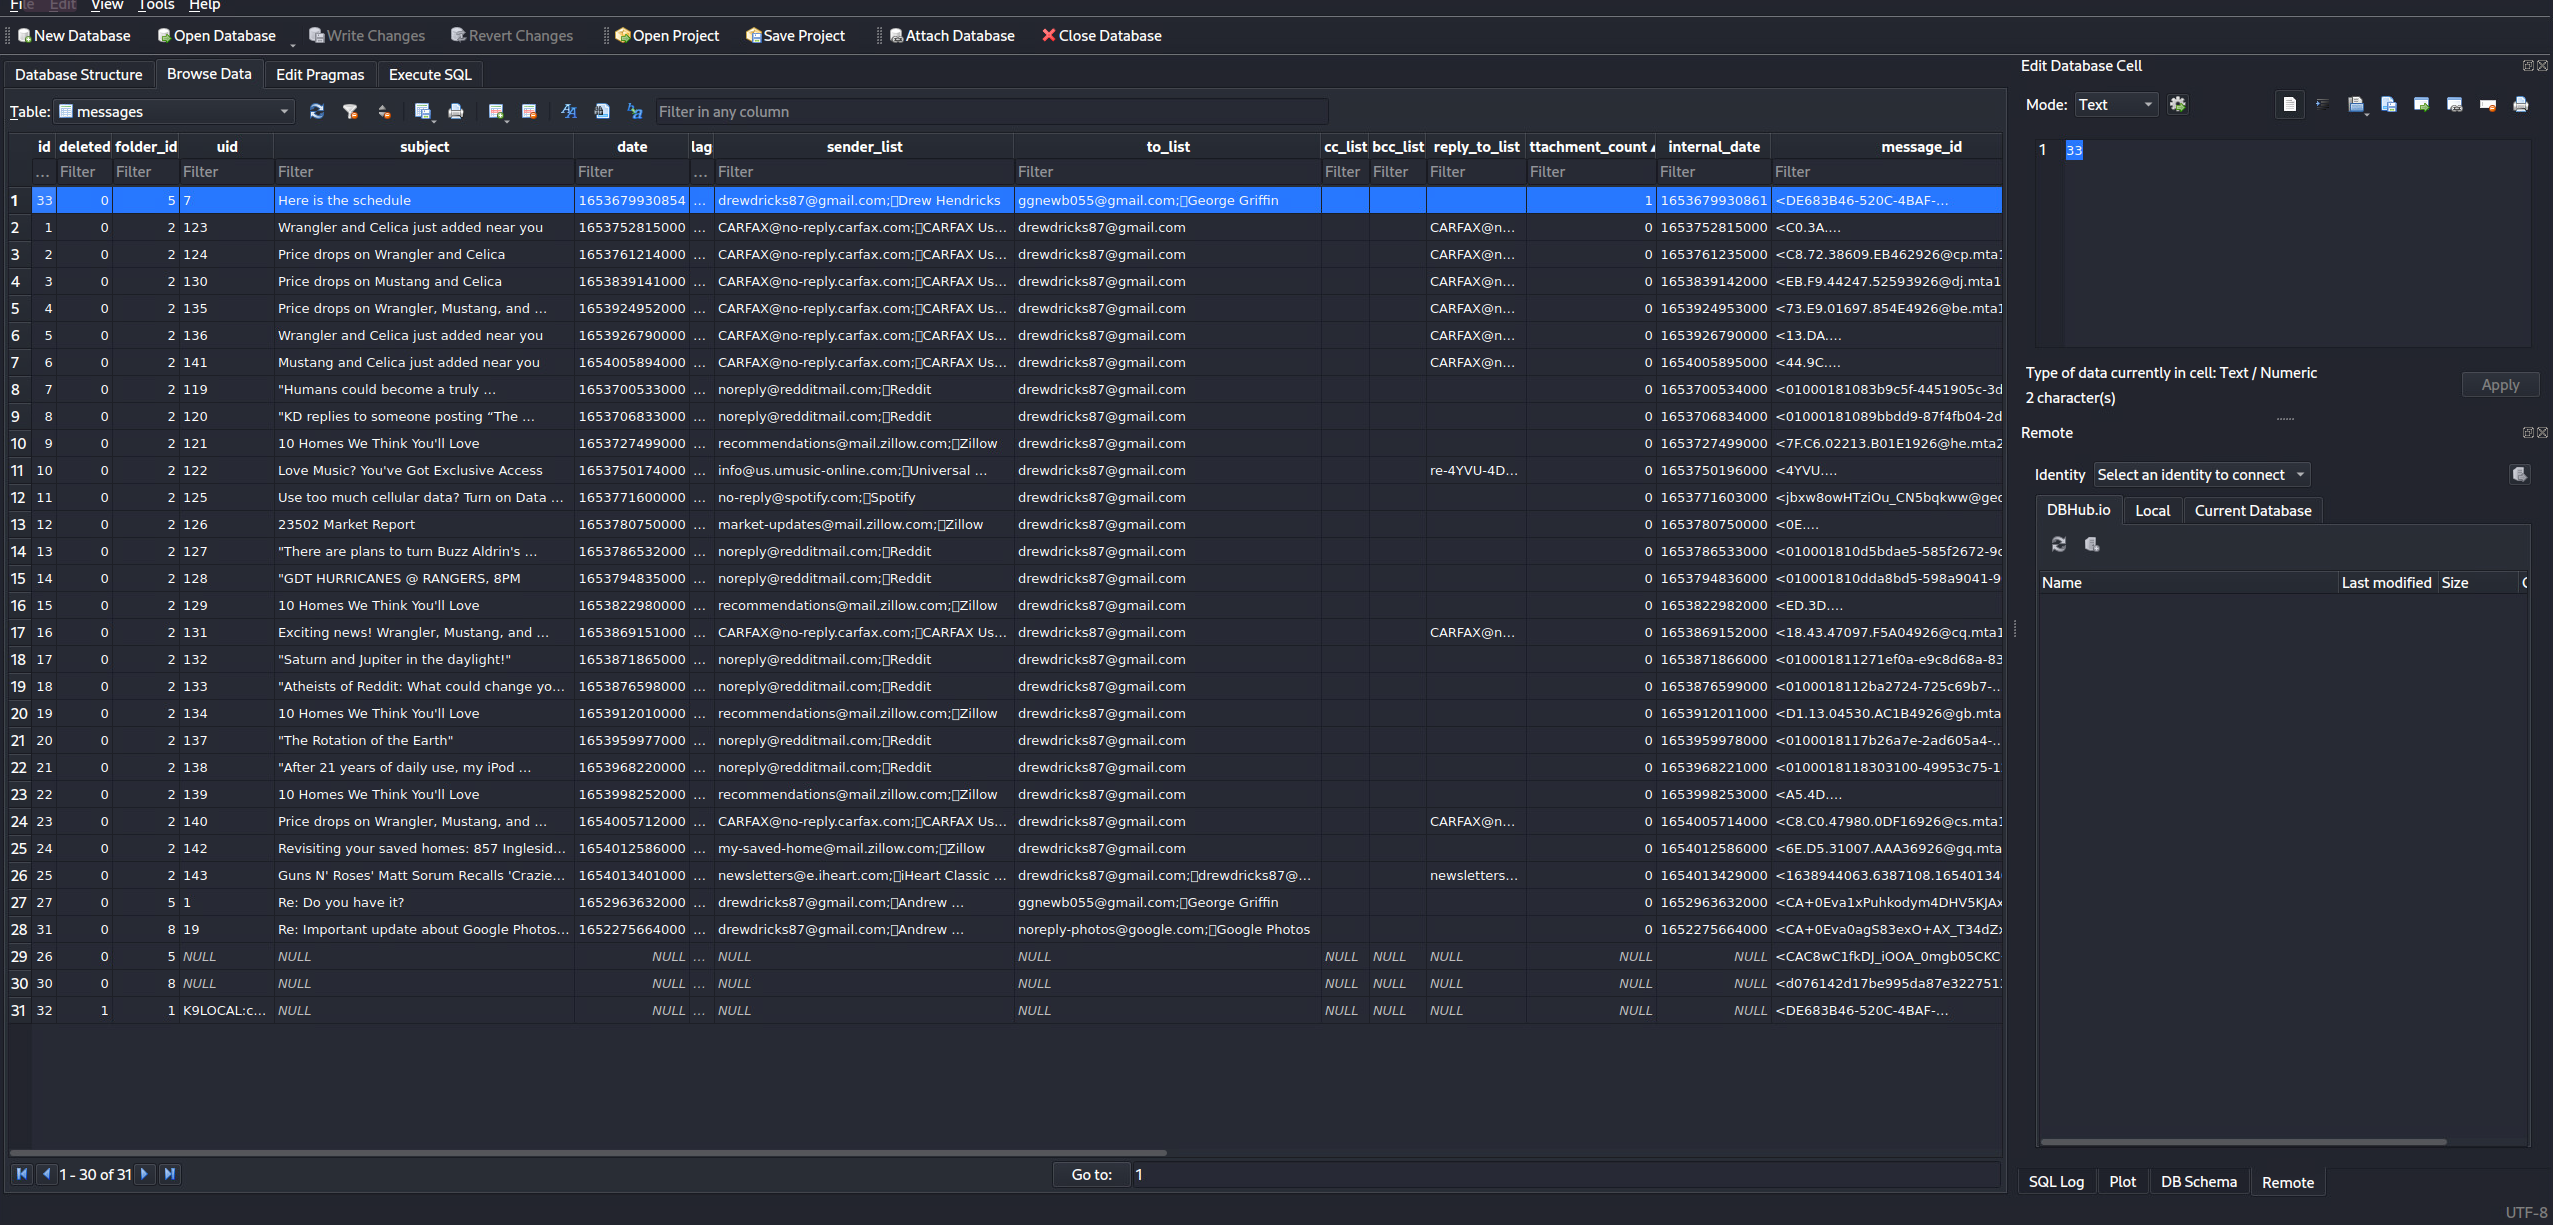 File Edit View Tools Help
New Database Open Database Write Changes Revert Changes Open Project Save Project Attach Database Close Database
Database Structure Browse Data Edit Pragmas Execute SQL
Table: messages Filter in any column
id deleted folder_id uid subject date lag sender_list to_list cc_list bcc_list reply_to_list ttachment_count internal_date message_id
... Filter Filter Filter Filter Filter ... Filter Filter Filter Filter Filter Filter Filter Filter
1 33 0 5 7 Here is the schedule 1653679930854 ... drewdricks87@gmail.com;Drew Hendricks ggnewb055@gmail.com;George Griffin 1 1653679930861 <DE683B46-520C-4BAF-...
2 1 0 2 123 Wrangler and Celica just added near you 1653752815000 ... CARFAX@no-reply.carfax.com;CARFAX Us... drewdricks87@gmail.com CARFAX@n... 0 1653752815000 <C0.3A....
3 2 0 2 124 Price drops on Wrangler and Celica 1653761214000 ... CARFAX@no-reply.carfax.com;CARFAX Us... drewdricks87@gmail.com CARFAX@n... 0 1653761235000 <C8.72.38609.EB462926@cp.mta1
4 3 0 2 130 Price drops on Mustang and Celica 1653839141000 ... CARFAX@no-reply.carfax.com;CARFAX Us... drewdricks87@gmail.com CARFAX@n... 0 1653839142000 <EB.F9.44247.52593926@dj.mta1
5 4 0 2 135 Price drops on Wrangler, Mustang, and ... 1653924952000 ... CARFAX@no-reply.carfax.com;CARFAX Us... drewdricks87@gmail.com CARFAX@n... 0 1653924953000 <73.E9.01697.854E4926@be.mta1
6 5 0 2 136 Wrangler and Celica just added near you 1653926790000 ... CARFAX@no-reply.carfax.com;CARFAX Us... drewdricks87@gmail.com CARFAX@n... 0 1653926790000 <13.DA....
7 6 0 2 141 Mustang and Celica just added near you 1654005894000 ... CARFAX@no-reply.carfax.com;CARFAX Us... drewdricks87@gmail.com CARFAX@n... 0 1654005895000 <44.9C....
8 7 0 2 119 "Humans could become a truly ... 1653700533000 ... noreply@redditmail.com;Reddit drewdricks87@gmail.com 0 1653700534000 <01000181083b9c5f-4451905c-3d
9 8 0 2 120 "KD replies to someone posting “The ... 1653706833000 ... noreply@redditmail.com;Reddit drewdricks87@gmail.com 0 1653706834000 <01000181089bbdd9-87f4fb04-2d
10 9 0 2 121 10 Homes We Think You'll Love 1653727499000 ... recommendations@mail.zillow.com;Zillow drewdricks87@gmail.com 0 1653727499000 <7F.C6.02213.B01E1926@he.mta2
11 10 0 2 122 Love Music? You've Got Exclusive Access 1653750174000 ... info@us.umusic-online.com;Universal ... drewdricks87@gmail.com re-4YVU-4D... 0 1653750196000 <4YVU....
12 11 0 2 125 Use too much cellular data? Turn on Data ... 1653771600000 ... no-reply@spotify.com;Spotify drewdricks87@gmail.com 0 1653771603000 <jbxw8owHTziOu_CN5bqkww@geo
13 12 0 2 126 23502 Market Report 1653780750000 ... market-updates@mail.zillow.com;Zillow drewdricks87@gmail.com 0 1653780750000 <0E....
14 13 0 2 127 "There are plans to turn Buzz Aldrin's ... 1653786532000 ... noreply@redditmail.com;Reddit drewdricks87@gmail.com 0 1653786533000 <010001810d5bdae5-585f2672-9c
15 14 0 2 128 "GDT HURRICANES @ RANGERS, 8PM 1653794835000 ... noreply@redditmail.com;Reddit drewdricks87@gmail.com 0 1653794836000 <010001810dda8bd5-598a9041-9
16 15 0 2 129 10 Homes We Think You'll Love 1653822980000 ... recommendations@mail.zillow.com;Zillow drewdricks87@gmail.com 0 1653822982000 <ED.3D....
17 16 0 2 131 Exciting news! Wrangler, Mustang, and ... 1653869151000 ... CARFAX@no-reply.carfax.com;CARFAX Us... drewdricks87@gmail.com CARFAX@n... 0 1653869152000 <18.43.47097.F5A04926@cq.mta1
18 17 0 2 132 "Saturn and Jupiter in the daylight!" 1653871865000 ... noreply@redditmail.com;Reddit drewdricks87@gmail.com 0 1653871866000 <010001811271ef0a-e9c8d68a-83
19 18 0 2 133 "Atheists of Reddit: What could change yo... 1653876598000 ... noreply@redditmail.com;Reddit drewdricks87@gmail.com 0 1653876599000 <0100018112ba2724-725c69b7-...
20 19 0 2 134 10 Homes We Think You'll Love 1653912010000 ... recommendations@mail.zillow.com;Zillow drewdricks87@gmail.com 0 1653912011000 <D1.13.04530.AC1B4926@gb.mta
21 20 0 2 137 "The Rotation of the Earth" 1653959977000 ... noreply@redditmail.com;Reddit drewdricks87@gmail.com 0 1653959978000 <0100018117b26a7e-2ad605a4-...
22 21 0 2 138 "After 21 years of daily use, my iPod ... 1653968220000 ... noreply@redditmail.com;Reddit drewdricks87@gmail.com 0 1653968221000 <0100018118303100-49953c75-1
23 22 0 2 139 10 Homes We Think You'll Love 1653998252000 ... recommendations@mail.zillow.com;Zillow drewdricks87@gmail.com 0 1653998253000 <A5.4D....
24 23 0 2 140 Price drops on Wrangler, Mustang, and ... 1654005712000 ... CARFAX@no-reply.carfax.com;CARFAX Us... drewdricks87@gmail.com CARFAX@n... 0 1654005714000 <C8.C0.47980.0DF16926@cs.mta1
25 24 0 2 142 Revisiting your saved homes: 857 Inglesid... 1654012586000 ... my-saved-home@mail.zillow.com;Zillow drewdricks87@gmail.com 0 1654012586000 <6E.D5.31007.AAA36926@gq.mta
26 25 0 2 143 Guns N' Roses' Matt Sorum Recalls 'Crazie... 1654013401000 ... newsletters@e.iheart.com;iHeart Classic ... drewdricks87@gmail.com;drewdricks87@... newsletters... 0 1654013429000 <1638944063.6387108.165401340
27 27 0 5 1 Re: Do you have it? 1652963632000 ... drewdricks87@gmail.com;Andrew ... ggnewb055@gmail.com;George Griffin 0 1652963632000 <CA+0Eva1xPuhkodym4DHV5KJAx
28 31 0 8 19 Re: Important update about Google Photos... 1652275664000 ... drewdricks87@gmail.com;Andrew ... noreply-photos@google.com;Google Photos 0 1652275664000 <CA+0Eva0agS83exO+AX_T34dZx
29 26 0 5 NULL NULL NULL ... NULL NULL NULL NULL NULL NULL NULL <CAC8wC1fkDJ_iOOA_0mgb05CKC
30 30 0 8 NULL NULL NULL ... NULL NULL NULL NULL NULL NULL NULL <d076142d17be995da87e3227512
31 32 1 1 K9LOCAL:c... NULL NULL ... NULL NULL NULL NULL NULL NULL NULL <DE683B46-520C-4BAF-...
1 - 30 of 31 Go to: 1
Edit Database Cell
Mode: Text
1 33
Type of data currently in cell: Text / Numeric
2 character(s)
Apply
Remote
Identity Select an identity to connect
DBHub.io Local Current Database
Name Last modified Size
SQL Log Plot DB Schema Remote
UTF-8